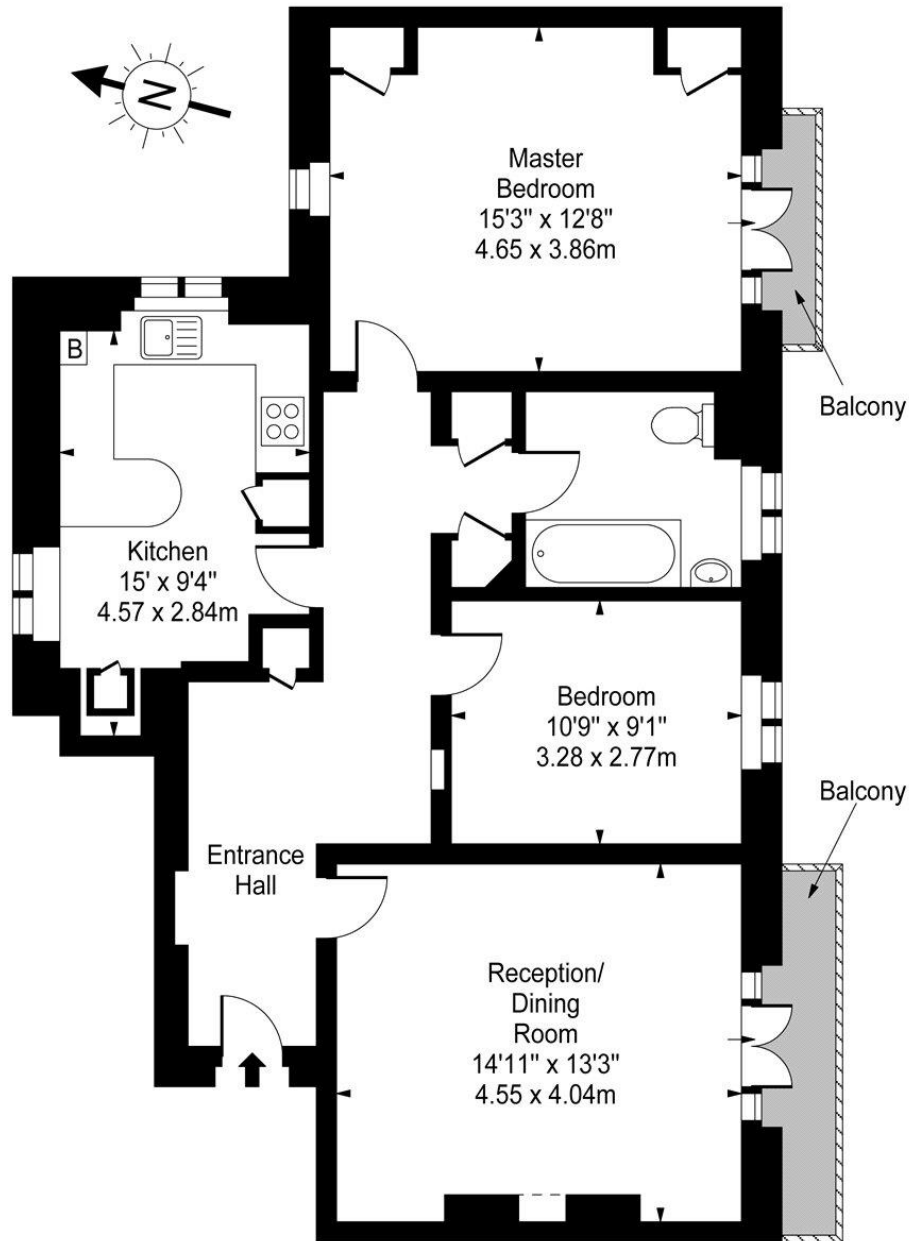 N
Master
Bedroom
15'3" x 12'8"
4.65 x 3.86m
Balcony
B
Kitchen
15' x 9'4"
4.57 x 2.84m
Bedroom
10'9" x 9'1"
3.28 x 2.77m
Balcony
Entrance
Hall
Reception/
Dining
Room
14'11" x 13'3"
4.55 x 4.04m